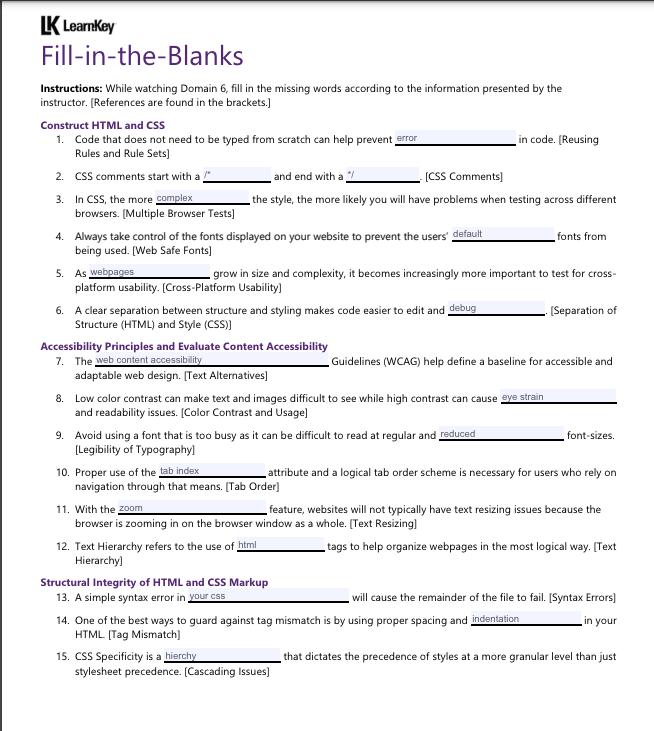 LK LearnKey
Fill-in-the-Blanks
Instructions: While watching Domain 6, fill in the missing words according to the information presented by the
instructor. [References are found in the brackets.]
Construct HTML and CSS
1. Code that does not need to be typed from scratch can help prevent error in code. [Reusing
Rules and Rule Sets]
2. CSS comments start with a /* and end with a */. [CSS Comments]
3. In CSS, the more complex the style, the more likely you will have problems when testing across different
browsers. [Multiple Browser Tests]
4. Always take control of the fonts displayed on your website to prevent the users' default fonts from
being used. [Web Safe Fonts]
5. As webpages grow in size and complexity, it becomes increasingly more important to test for cross-
platform usability. [Cross-Platform Usability]
6. A clear separation between structure and styling makes code easier to edit and debug. [Separation of
Structure (HTML) and Style (CSS)]
Accessibility Principles and Evaluate Content Accessibility
7. The web content accessibility Guidelines (WCAG) help define a baseline for accessible and
adaptable web design. [Text Alternatives]
8. Low color contrast can make text and images difficult to see while high contrast can cause eye strain
and readability issues. [Color Contrast and Usage]
9. Avoid using a font that is too busy as it can be difficult to read at regular and reduced font-sizes.
[Legibility of Typography]
10. Proper use of the tab index attribute and a logical tab order scheme is necessary for users who rely on
navigation through that means. [Tab Order]
11. With the zoom feature, websites will not typically have text resizing issues because the
browser is zooming in on the browser window as a whole. [Text Resizing]
12. Text Hierarchy refers to the use of html tags to help organize webpages in the most logical way. [Text
Hierarchy]
Structural Integrity of HTML and CSS Markup
13. A simple syntax error in your css will cause the remainder of the file to fail. [Syntax Errors]
14. One of the best ways to guard against tag mismatch is by using proper spacing and indentation in your
HTML. [Tag Mismatch]
15. CSS Specificity is a hierchy that dictates the precedence of styles at a more granular level than just
stylesheet precedence. [Cascading Issues]